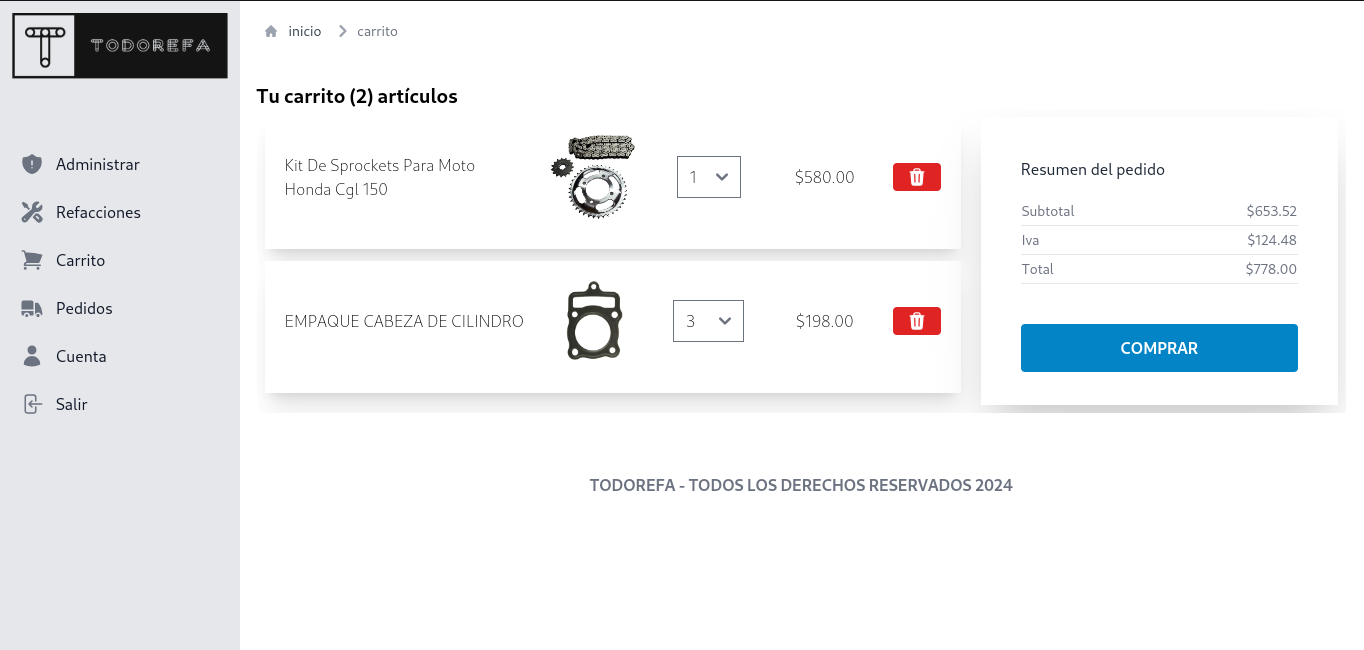 TODOREFA
Administrar
Refacciones
Carrito
Pedidos
Cuenta
Salir
inicio > carrito
Tu carrito (2) artículos
Kit De Sprockets Para Moto
Honda Cgl 150
1
$580.00
EMPAQUE CABEZA DE CILINDRO
3
$198.00
Resumen del pedido
Subtotal $653.52
Iva $124.48
Total $778.00
COMPRAR
TODOREFA - TODOS LOS DERECHOS RESERVADOS 2024